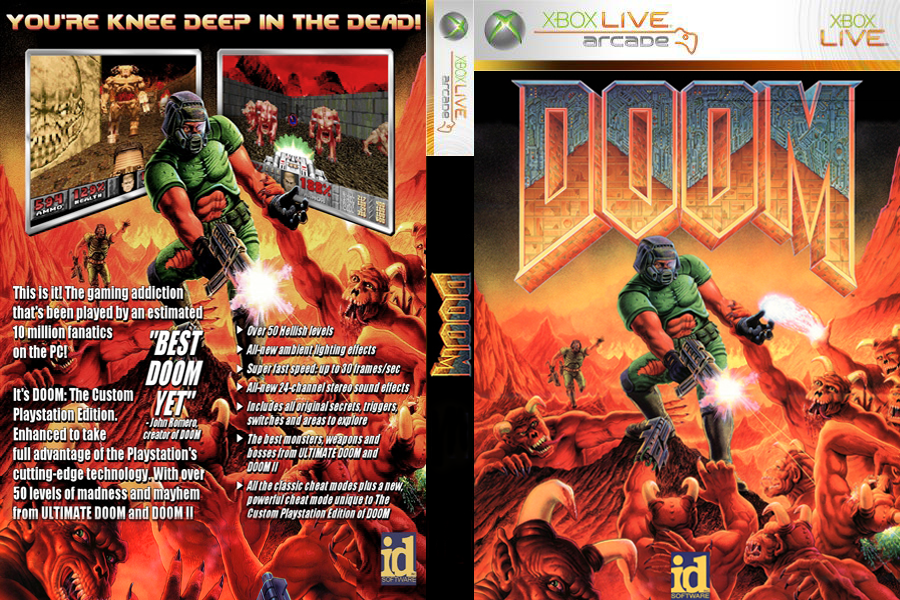 YOU'RE KNEE DEEP IN THE DEAD!
593
AMMO
129%
HEALTH
188%
This is it! The gaming addiction
that's been played by an estimated
10 million fanatics
on the PC!
It's DOOM: The Custom
Playstation Edition.
Enhanced to take
full advantage of the Playstation's
cutting-edge technology. With over
50 levels of madness and mayhem
from ULTIMATE DOOM and DOOM II
"BEST
DOOM
YET"
- John Romero,
creator of DOOM
Over 50 Hellish levels
All-new ambient lighting effects
Super fast speed: up to 30 frames/sec
All-new 24-channel stereo sound effects
Includes all original secrets, triggers,
switches and areas to explore
The best monsters, weapons and
bosses from ULTIMATE DOOM and
DOOM II
All the classic cheat modes plus a new,
powerful cheat mode unique to The
Custom Playstation Edition of DOOM
id
SOFTWARE
XBOX LIVE
arcade
DOOM
XBOX LIVE
arcade
XBOX
LIVE
DOOM
id
SOFTWARE